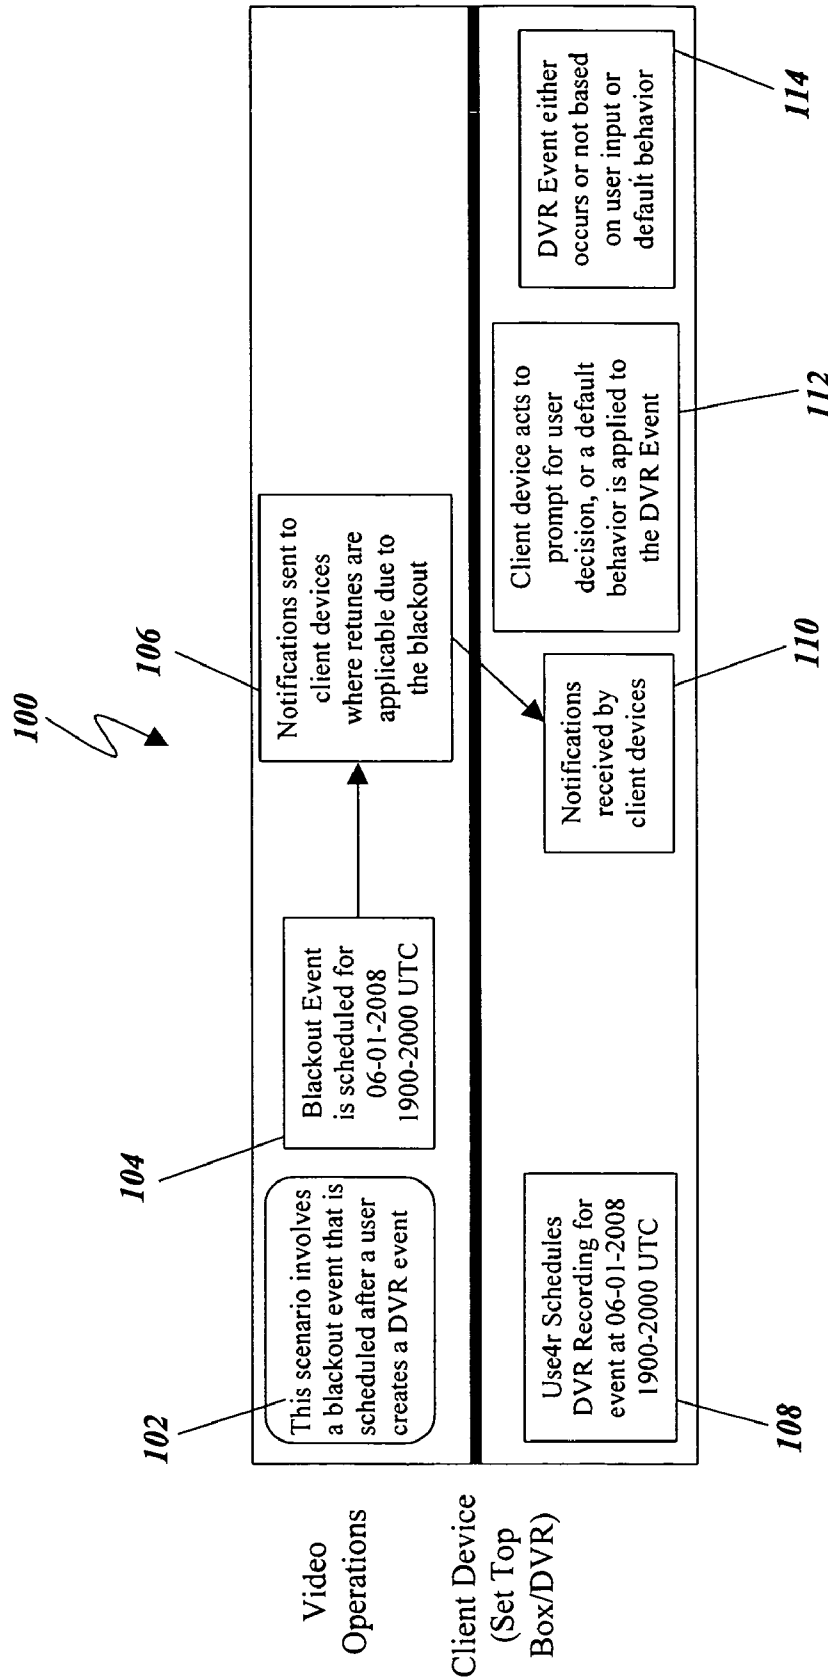 100
Video
Operations
102
This scenario involves
a blackout event that is
scheduled after a user
creates a DVR event
104
Blackout Event
is scheduled for
06-01-2008
1900-2000 UTC
106
Notifications sent to
client devices
where retunes are
applicable due to
the blackout
Client Device
(Set Top
Box/DVR)
Use4r Schedules
DVR Recording for
event at 06-01-2008
1900-2000 UTC
108
Notifications
received by
client devices
110
Client device acts to
prompt for user
decision, or a default
behavior is applied to
the DVR Event
112
DVR Event either
occurs or not based
on user input or
default behavior
114